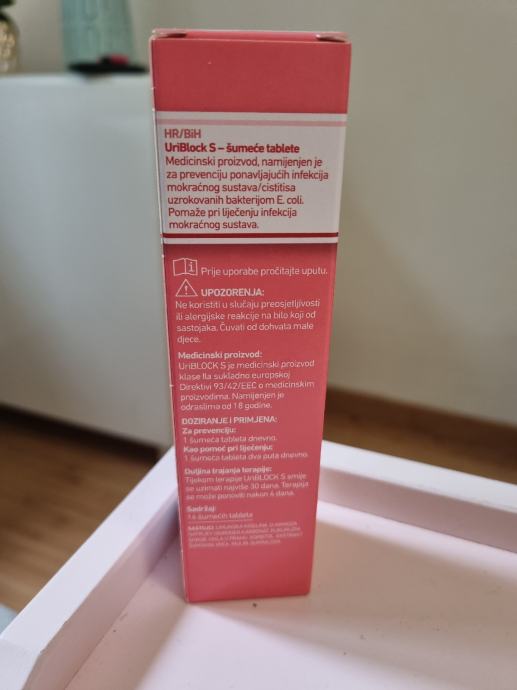 HR/BiH
UriBlock S – šumeće tablete
Medicinski proizvod, namijenjen je
za prevenciju ponavljajućih infekcija
mokraćnog sustava/cistitisa
uzrokovanih bakterijom E. coli.
Pomaže pri liječenju infekcija
mokraćnog sustava.
Prije uporabe pročitajte uputu.
UPOZORENJA:
Ne koristiti u slučaju preosjetljivosti
ili alergijske reakcije na bilo koji od
sastojaka. Čuvati od dohvata male
djece.
Medicinski proizvod:
UriBLOCK S je medicinski proizvod
klase IIa sukladno europskoj
Direktivi 93/42/EEC o medicinskim
proizvodima. Namijenjen je
odraslima od 18 godine.
DOZIRANJE I PRIMJENA:
Za prevenciju:
1 šumeća tableta dnevno.
Kao pomoć pri liječenju:
1 šumeća tableta dva puta dnevno.
Duljina trajanja terapije:
Tijekom terapije UriBLOCK S smije
se uzimati najviše 30 dana. Terapija
se može ponoviti nakon
Sadržaj:
šumećih tableta